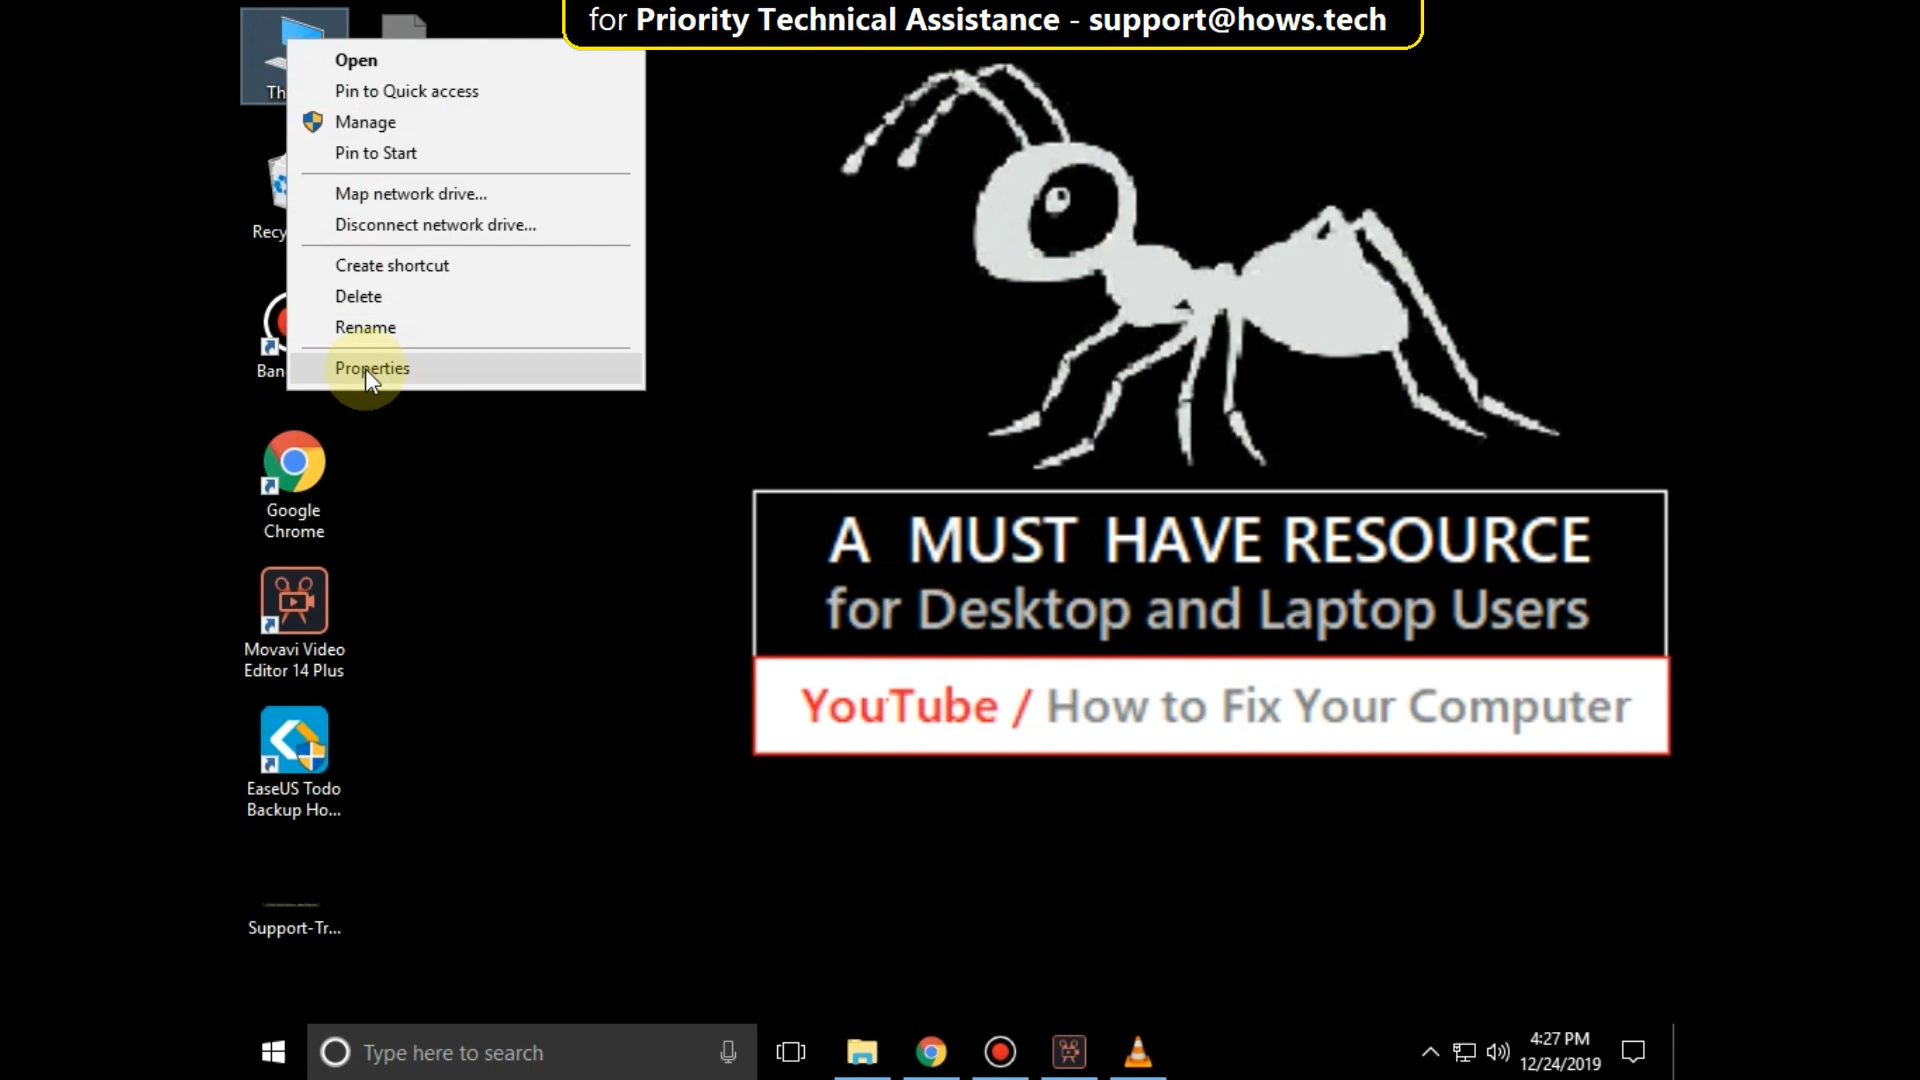 for Priority Technical Assistance - support@hows.tech
Open
Pin to Quick access
Manage
Pin to Start
Map network drive...
Disconnect network drive...
Create shortcut
Delete
Rename
Properties
Th
Recy
Ban
Google
Chrome
Movavi Video
Editor 14 Plus
EaseUS Todo
Backup Ho...
Support-Tr...
A MUST HAVE RESOURCE
for Desktop and Laptop Users
YouTube / How to Fix Your Computer
Type here to search
4:27 PM
12/24/2019